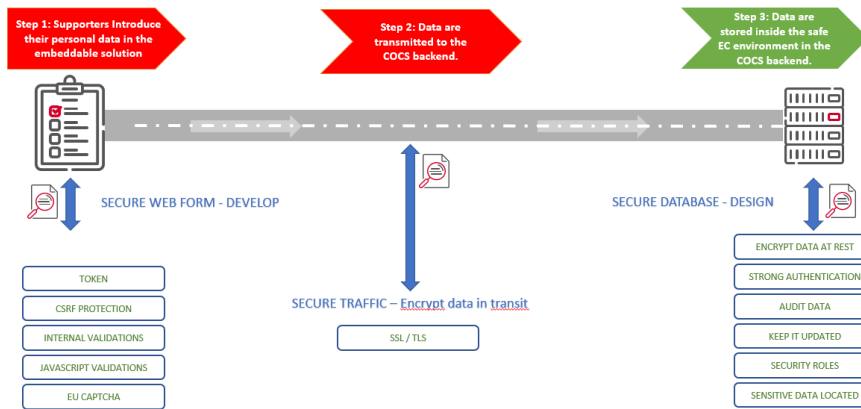 Step 1: Supporters Introduce
their personal data in the
embeddable solution
Step 2: Data are
transmitted to the
COCS backend.
Step 3: Data are
stored inside the safe
EC environment in the
COCS backend.
SECURE WEB FORM - DEVELOP
TOKEN
CSRF PROTECTION
INTERNAL VALIDATIONS
JAVASCRIPT VALIDATIONS
EU CAPTCHA
SECURE TRAFFIC – Encrypt data in transit
SSL / TLS
SECURE DATABASE - DESIGN
ENCRYPT DATA AT REST
STRONG AUTHENTICATION
AUDIT DATA
KEEP IT UPDATED
SECURITY ROLES
SENSITIVE DATA LOCATED